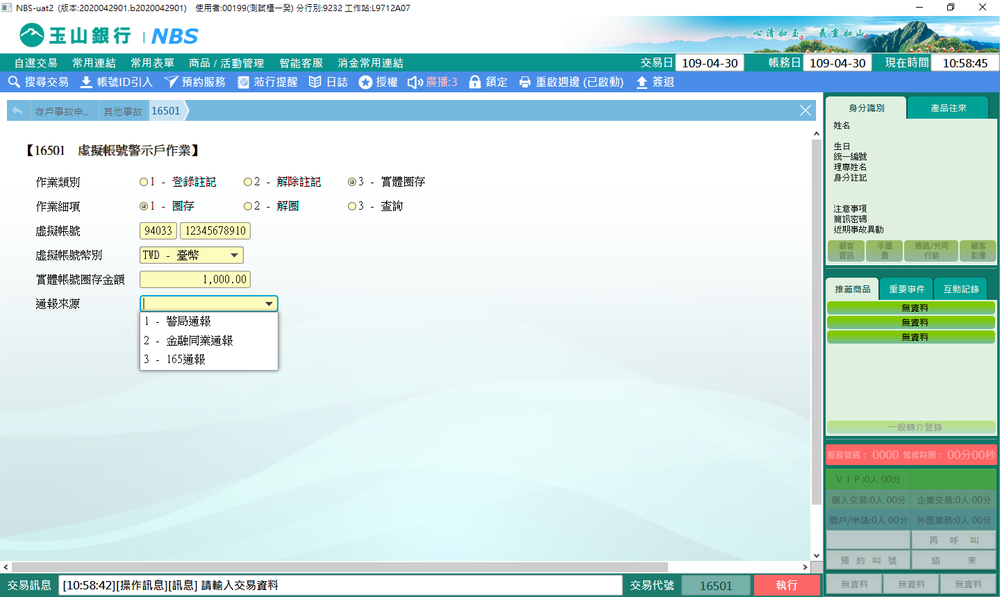 NBS-uat2 (版本:2020042901.b2020042901) 使用者:00199(測試櫃一癸) 分行別:9232 工作站:L9712A07
玉山銀行 | NBS
心清如玉。 義重如山。
自選交易 常用連結 常用表單 商品 / 活動管理 智能客服 消金常用連結 交易日 109-04-30 帳務日 109-04-30 現在時間 10:58:45
搜尋交易 帳號ID引入 預約服務 蒞行提醒 日誌 授權 廣播:3 鎖定 重啟週邊 (已啟動) 簽退
存戶事故申.. 其他事故 16501
【16501 虛擬帳號警示戶作業】
作業類別 1 - 登錄註記 2 - 解除註記 3 - 實體圈存
作業細項 1 - 圈存 2 - 解圈 3 - 查詢
虛擬帳號 94033 12345678910
虛擬帳號幣別 TWD - 臺幣
實體帳號圈存金額 1,000.00
通報來源
1 - 警局通報
2 - 金融同業通報
3 - 165通報
身分識別 產品往來
姓名
生日
統一編號
理專姓名
身分註記
注意事項
簡訊密碼
近期事故異動
顧客資訊 手續費 通路/共同行銷 顧客影像
推薦商品 重要事件 互動記錄
無資料
無資料
無資料
一般轉介登錄
服務號碼： 0000 等候時間： 00分00秒
ＶＩＰ:0人 00分
個人交易:0人 00分 企業交易:0人 00分
開戶/申請:0人 00分 外匯業務:0人 00分
再 呼 叫
預 約 叫 號 結 束
無資料 無資料 無資料
交易訊息 [10:58:42][操作訊息][訊息] 請輸入交易資料 交易代號 16501 執行